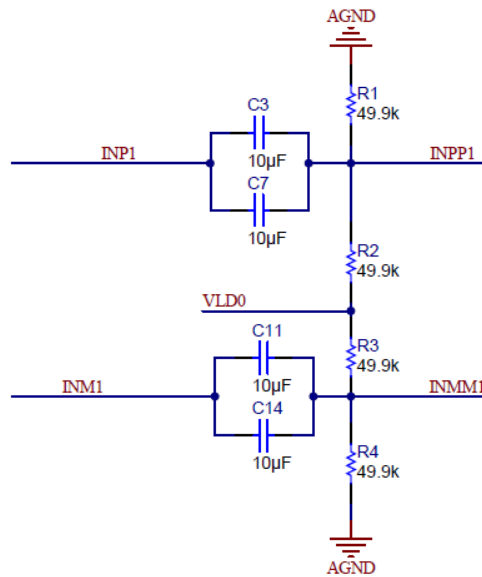 AGND
R1
49.9k
C3
10µF
INP1
INPP1
C7
10µF
R2
49.9k
VLD0
C11
10µF
R3
49.9k
INM1
INMM1
C14
10µF
R4
49.9k
AGND